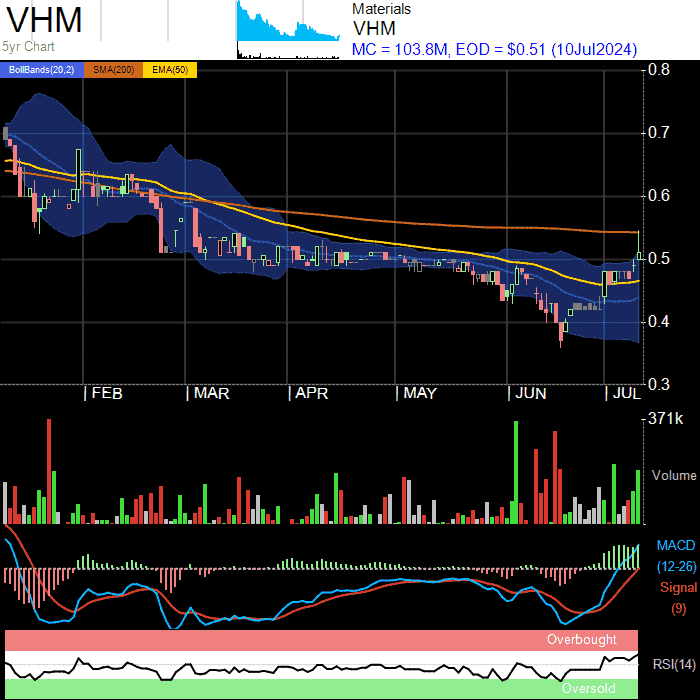 VHM
5yr Chart
Materials
VHM
MC = 103.8M, EOD = $0.51 (10Jul2024)
BollBands(20,2) SMA(200) EMA(50)
0.8
0.7
0.6
0.5
0.4
0.3
FEB MAR APR MAY JUN JUL
371k
Volume
MACD
(12-26)
Signal
(9)
Overbought
RSI(14)
Oversold